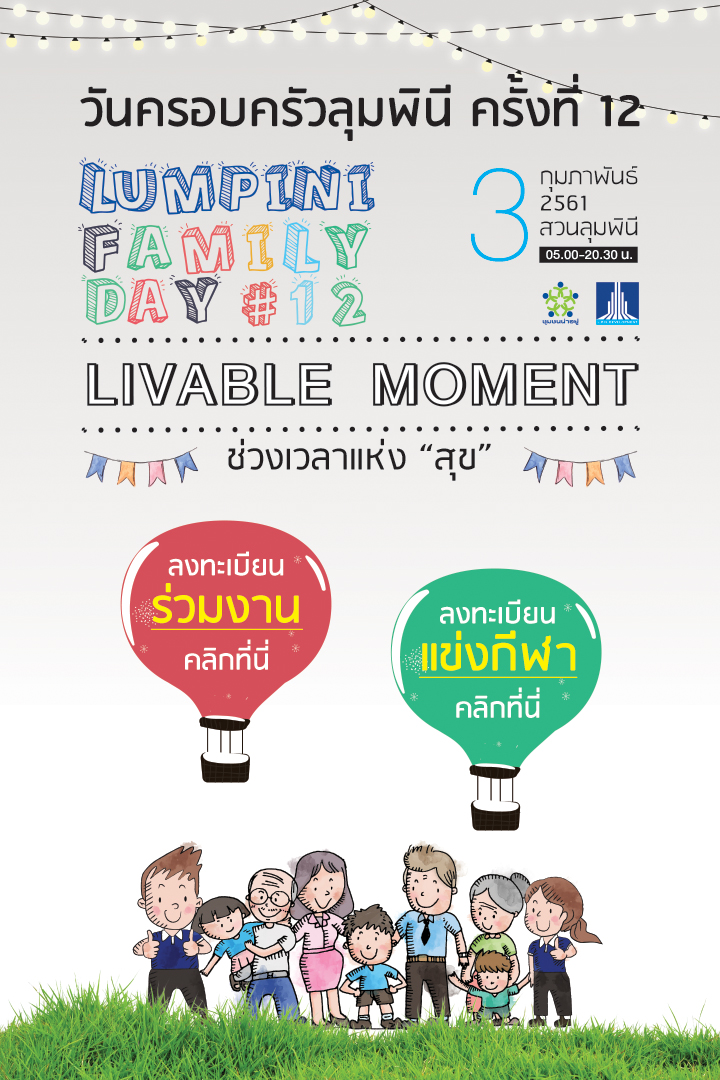 วันครอบครัวลุมพินี ครั้งที่ 12
LUMPINI
FAMILY
DAY #12
3
กุมภาพันธ์
2561
สวนลุมพินี
05.00-20.30 น.
ชุมชนน่าอยู่
LIVABLE MOMENT
ช่วงเวลาแห่ง “สุข”
ลงทะเบียน
ร่วมงาน
คลิกที่นี่
ลงทะเบียน
แข่งกีฬา
คลิกที่นี่